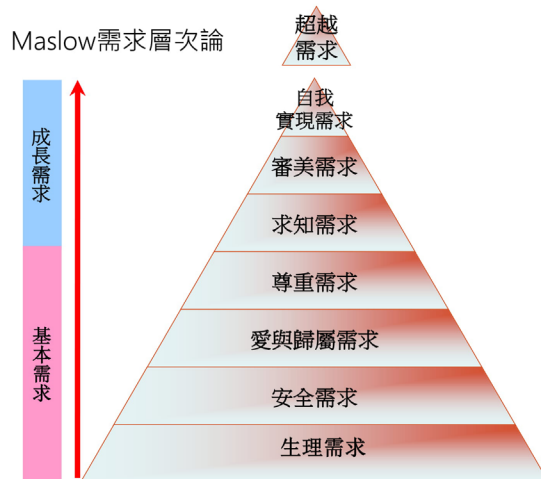 Maslow需求層次論
超越
需求
自我
實現需求
審美需求
求知需求
尊重需求
愛與歸屬需求
安全需求
生理需求
成長需求
基本需求